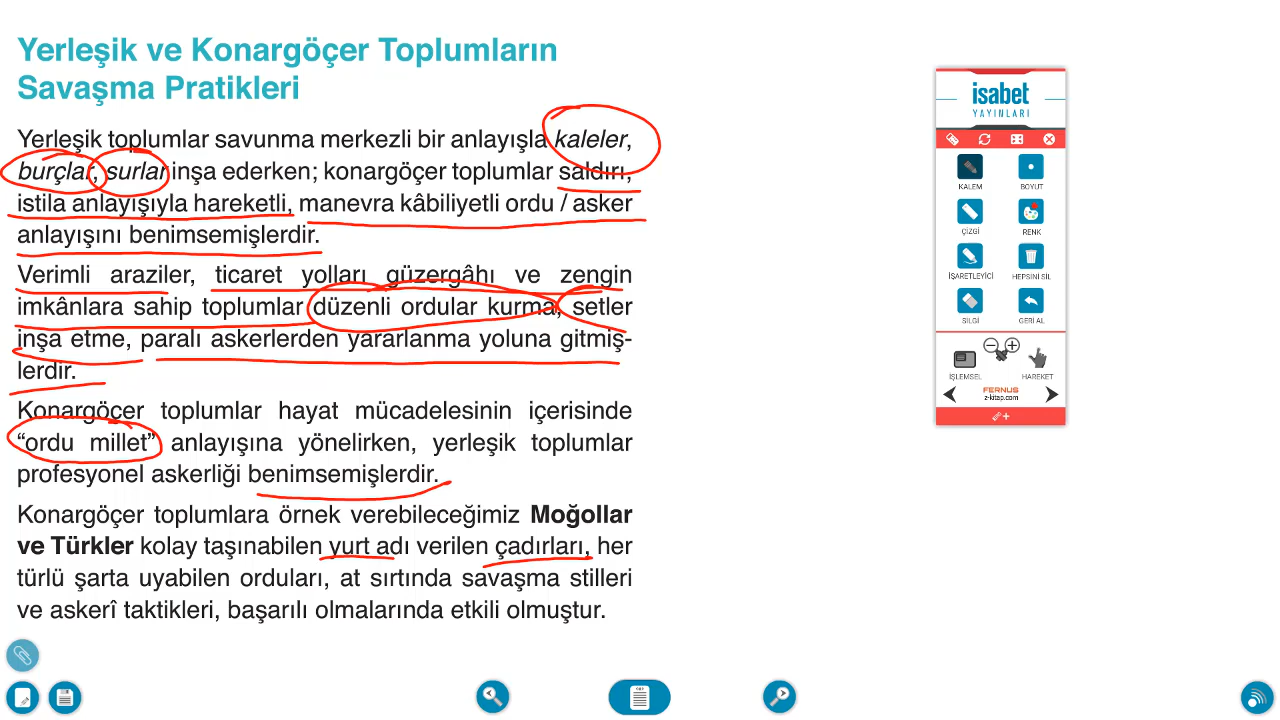 Yerleşik ve Konargöçer Toplumların
Savaşma Pratikleri
Yerleşik toplumlar savunma merkezli bir anlayışla kaleler,
burçlar, surlar inşa ederken; konargöçer toplumlar saldırı,
istila anlayışıyla hareketli, manevra kâbiliyetli ordu / asker
anlayışını benimsemişlerdir.
Verimli araziler, ticaret yolları güzergâhı ve zengin
imkânlara sahip toplumlar düzenli ordular kurma, setler
inşa etme, paralı askerlerden yararlanma yoluna gitmiş-
lerdir.
Konargöçer toplumlar hayat mücadelesinin içerisinde
“ordu millet” anlayışına yönelirken, yerleşik toplumlar
profesyonel askerliği benimsemişlerdir.
Konargöçer toplumlara örnek verebileceğimiz Moğollar
ve Türkler kolay taşınabilen yurt adı verilen çadırları, her
türlü şarta uyabilen orduları, at sırtında savaşma stilleri
ve askerî taktikleri, başarılı olmalarında etkili olmuştur.
isabet
YAYINLARI
KALEM
BOYUT
ÇİZGİ
RENK
İŞARETLEYİCİ
HEPSİNİ SİL
SİLGİ
GERİ AL
İŞLEMSEL
HAREKET
FERNUS
z-kitap.com